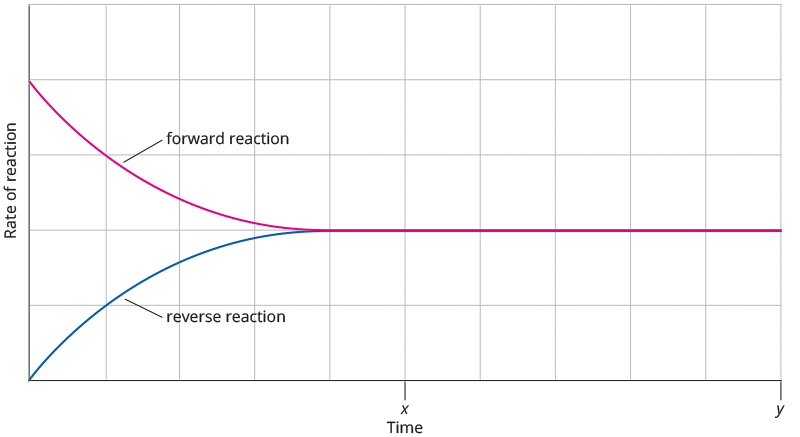 Rate of reaction
forward reaction
reverse reaction
x
y
Time